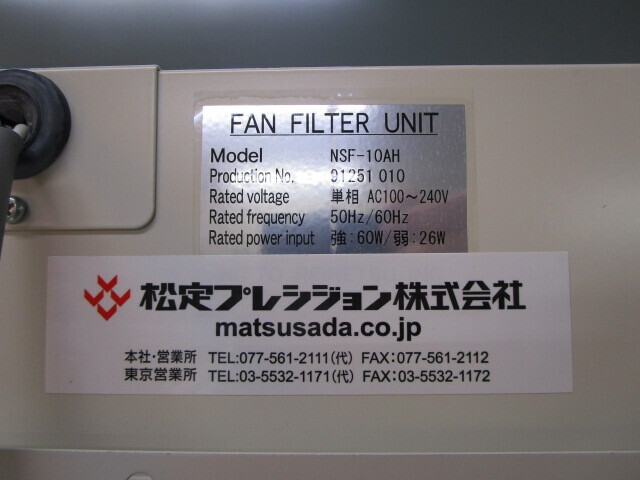 FAN FILTER UNIT
Model NSF-10AH
Production No. 91251 010
Rated voltage 単相 AC100～240V
Rated frequency 50Hz/60Hz
Rated power input 強:60W/弱:26W
松定プレシジョン株式会社
matsusada.co.jp
本社・営業所 TEL:077-561-2111(代) FAX:077-561-2112
東京営業所 TEL:03-5532-1171(代) FAX:03-5532-1172